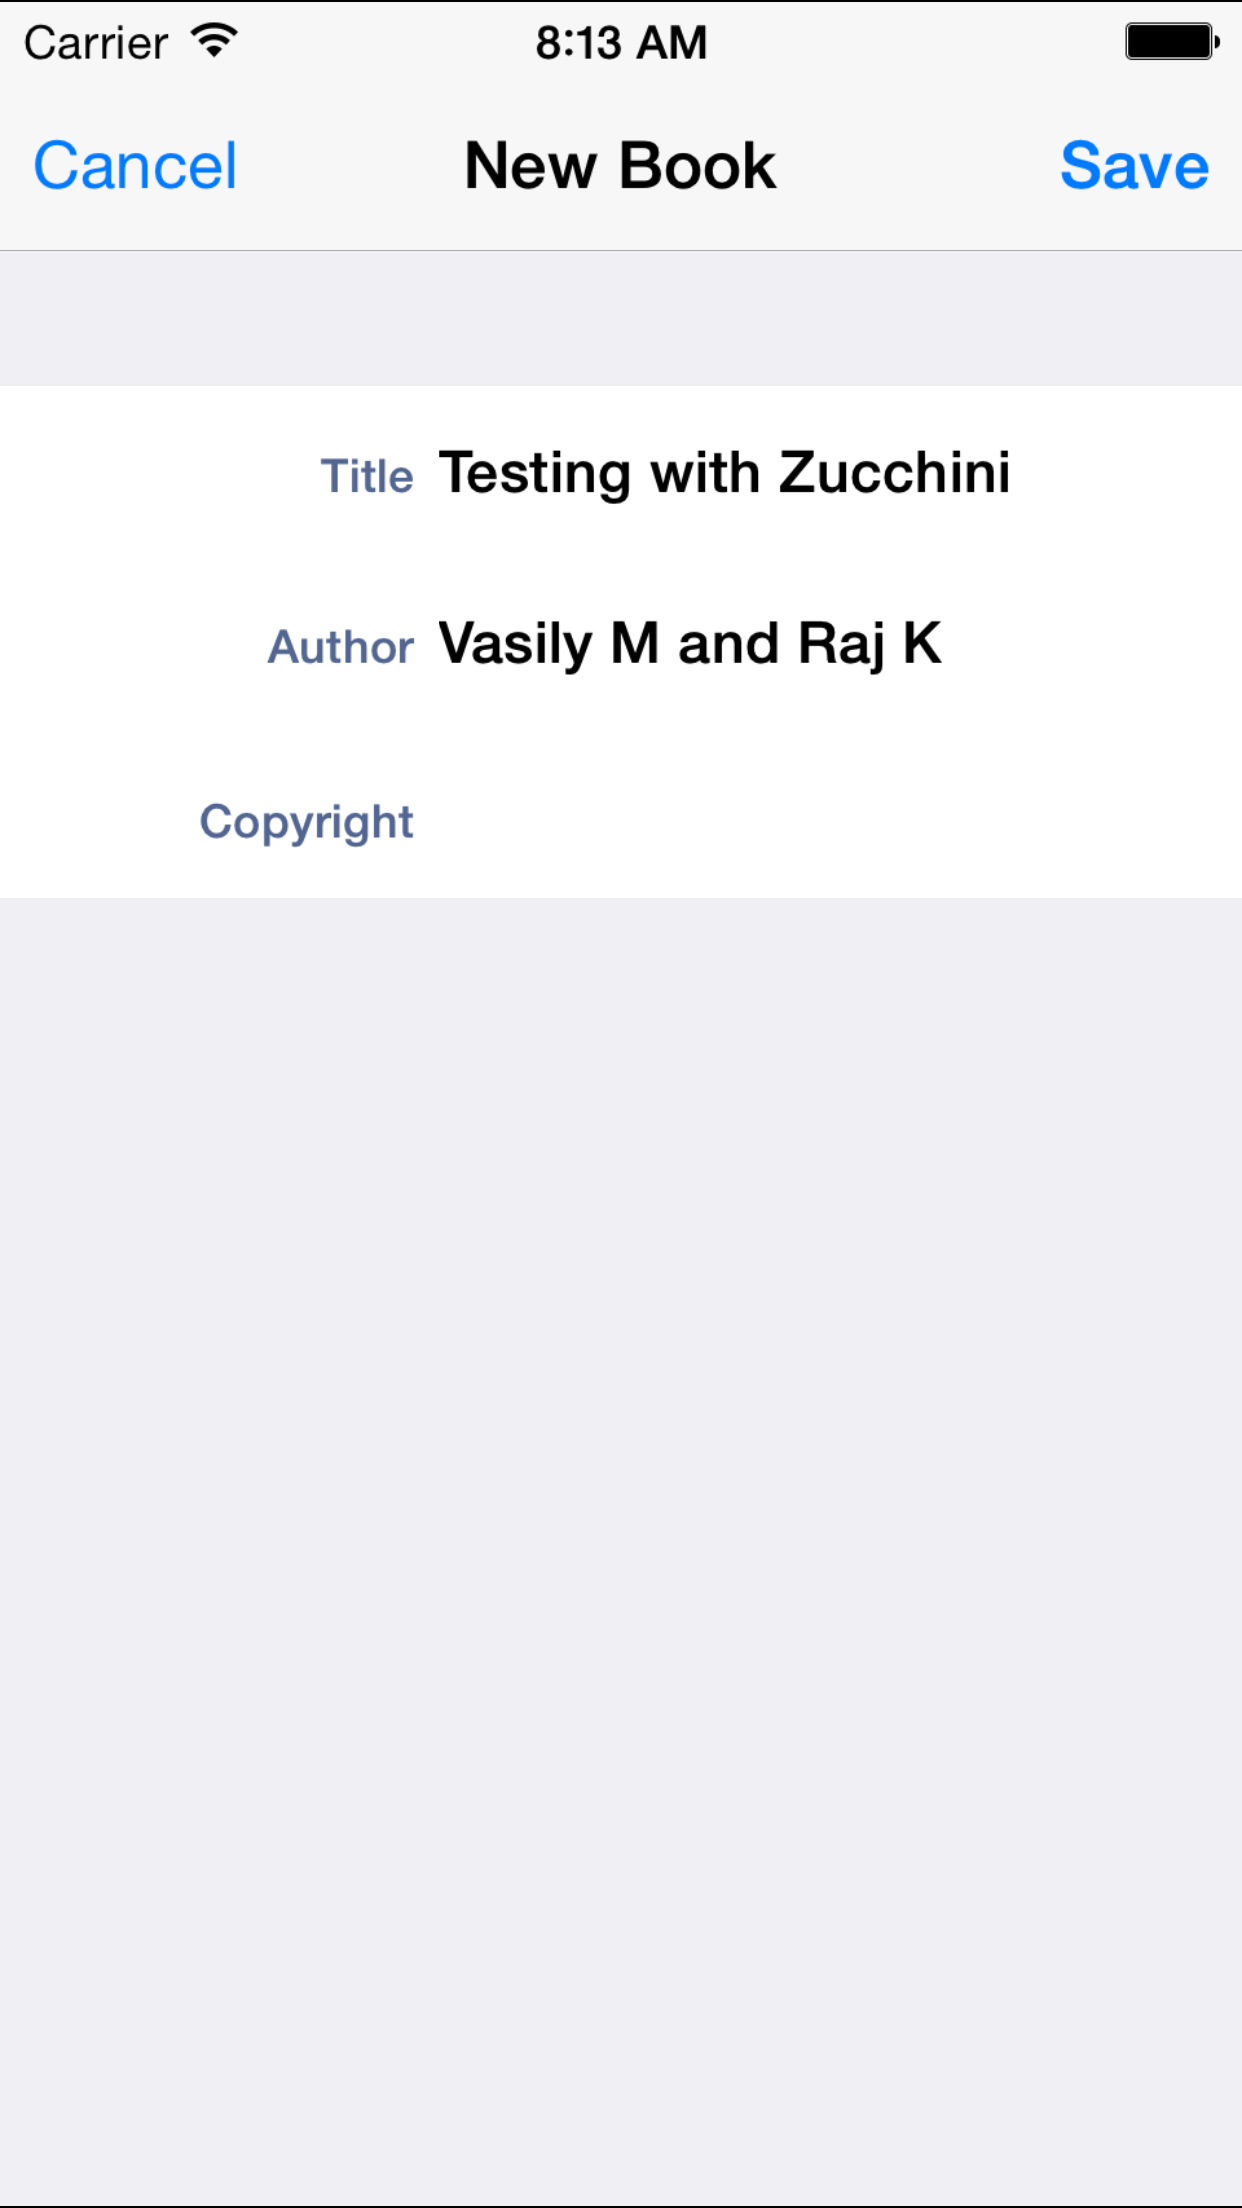 Carrier 8:13 AM
Cancel New Book Save
Title Testing with Zucchini
Author Vasily M and Raj K
Copyright